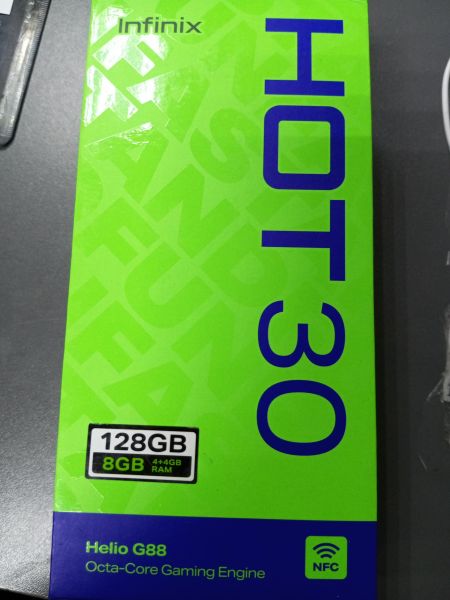 Infinix
HOT 30
128GB
8GB 4+4GB RAM
Helio G88
Octa-Core Gaming Engine
NFC